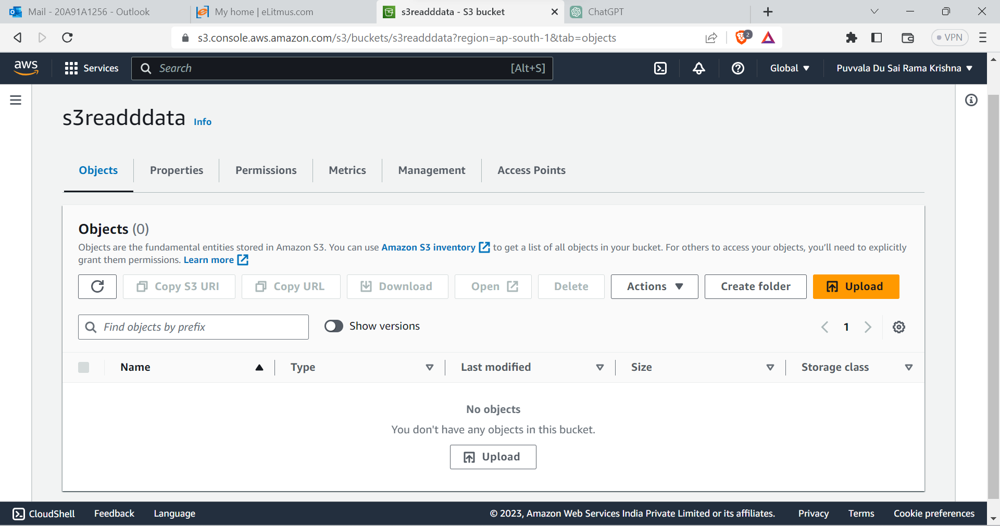 Mail - 20A91A1256 - Outlook
My home | eLitmus.com
s3readddata - S3 bucket
ChatGPT
s3.console.aws.amazon.com/s3/buckets/s3readddata?region=ap-south-1&tab=objects
2
VPN
aws
Services
Search
[Alt+S]
Global
Puvvala Du Sai Rama Krishna
s3readddata Info
Objects
Properties
Permissions
Metrics
Management
Access Points
Objects (0)
Objects are the fundamental entities stored in Amazon S3. You can use Amazon S3 inventory to get a list of all objects in your bucket. For others to access your objects, you'll need to explicitly
grant them permissions. Learn more
Copy S3 URI
Copy URL
Download
Open
Delete
Actions
Create folder
Upload
Find objects by prefix
Show versions
1
Name
Type
Last modified
Size
Storage class
No objects
You don't have any objects in this bucket.
Upload
CloudShell
Feedback
Language
© 2023, Amazon Web Services India Private Limited or its affiliates.
Privacy
Terms
Cookie preferences